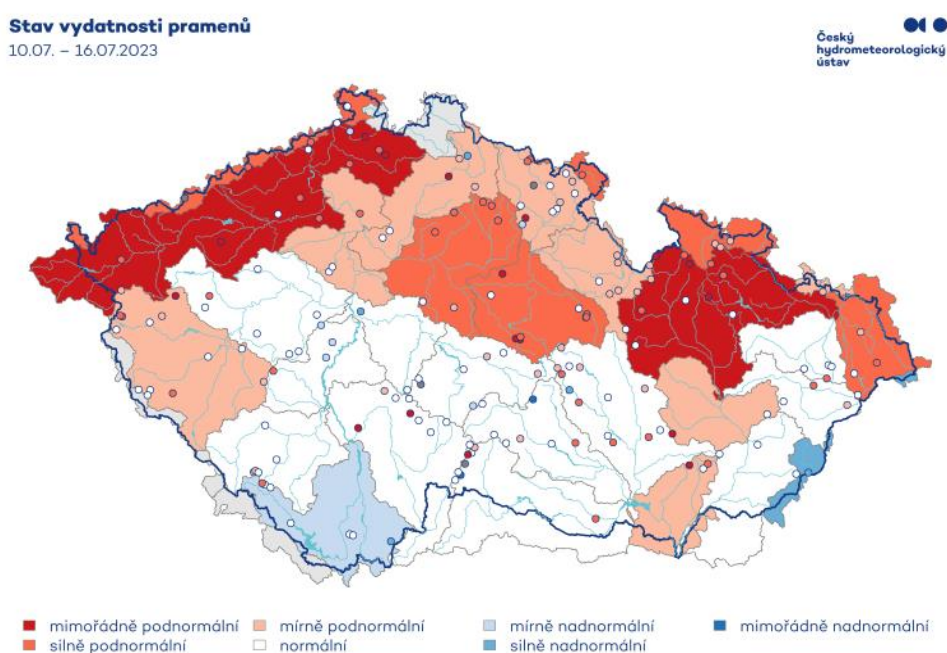 Stav vydatnosti pramenů
10.07. – 16.07.2023
Český
hydrometeorologický
ústav
mimořádně podnormální
silně podnormální
mírně podnormální
normální
mírně nadnormální
silně nadnormální
mimořádně nadnormální